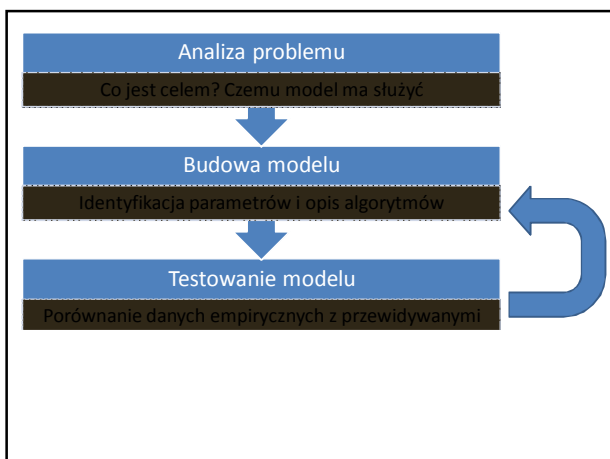 Analiza problemu
Co jest celem? Czemu model ma służyć
Budowa modelu
Identyfikacja parametrów i opis algorytmów
Testowanie modelu
Porównanie danych empirycznych z przewidywanymi